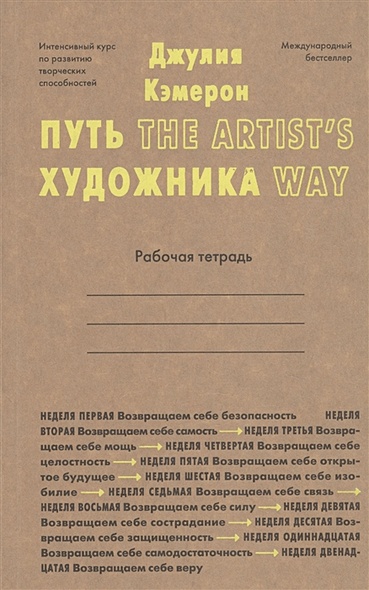 Интенсивный курс
по развитию
творческих
способностей
Джулия
Кэмерон
Международный
бестселлер
ПУТЬ THE ARTIST'S
ХУДОЖНИКА WAY
Рабочая тетрадь
НЕДЕЛЯ ПЕРВАЯ Возвращаем себе безопасность НЕДЕЛЯ
ВТОРАЯ Возвращаем себе самость → НЕДЕЛЯ ТРЕТЬЯ Возвра-
щаем себе мощь → НЕДЕЛЯ ЧЕТВЕРТАЯ Возвращаем себе
целостность → НЕДЕЛЯ ПЯТАЯ Возвращаем себе откры-
тое будущее → НЕДЕЛЯ ШЕСТАЯ Возвращаем себе изо-
билие → НЕДЕЛЯ СЕДЬМАЯ Возвращаем себе связь →
НЕДЕЛЯ ВОСЬМАЯ Возвращаем себе силу → НЕДЕЛЯ ДЕВЯТАЯ
Возвращаем себе сострадание → НЕДЕЛЯ ДЕСЯТАЯ Воз-
вращаем себе защищенность → НЕДЕЛЯ ОДИННАДЦАТАЯ
Возвращаем себе самодостаточность → НЕДЕЛЯ ДВЕНАД-
ЦАТАЯ Возвращаем себе веру